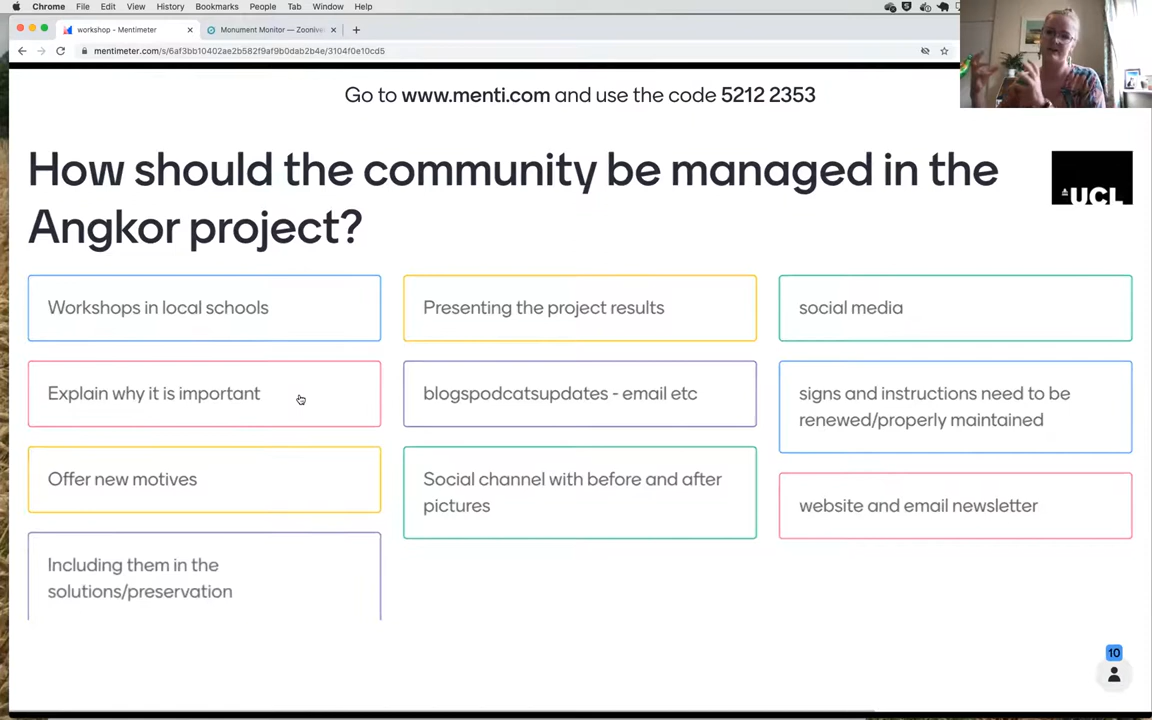 Chrome File Edit View History Bookmarks People Tab Window Help
workshop - Mentimeter
Monument Monitor — Zooniv
mentimeter.com/s/6af3bb10402ae2b582f9af9b0dab2b4e/3104f0e10cd5
Go to www.menti.com and use the code 5212 2353
How should the community be managed in the
Angkor project?
UCL
Workshops in local schools
Presenting the project results
social media
Explain why it is important
blogspodcatsupdates - email etc
signs and instructions need to be
renewed/properly maintained
Offer new motives
Social channel with before and after
pictures
website and email newsletter
Including them in the
solutions/preservation
10